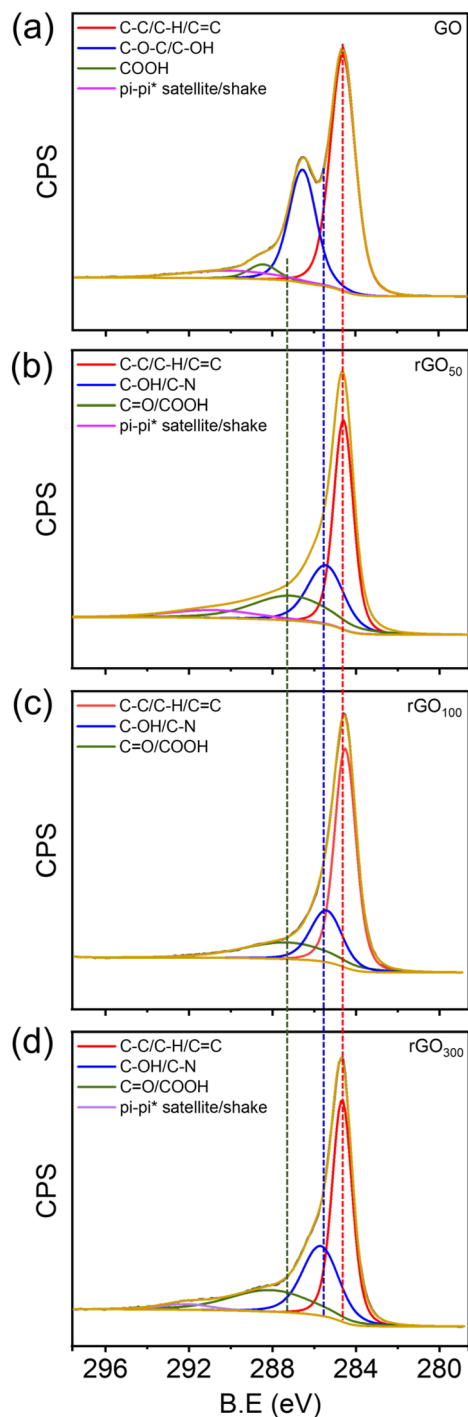 (a)
GO
C-C/C-H/C=C
C-O-C/C-OH
COOH
pi-pi* satellite/shake
CPS
(b)
rGO₅₀
C-C/C-H/C=C
C-OH/C-N
C=O/COOH
pi-pi* satellite/shake
CPS
(c)
rGO₁₀₀
C-C/C-H/C=C
C-OH/C-N
C=O/COOH
CPS
(d)
rGO₃₀₀
C-C/C-H/C=C
C-OH/C-N
C=O/COOH
pi-pi* satellite/shake
CPS
296 292 288 284 280
B.E (eV)